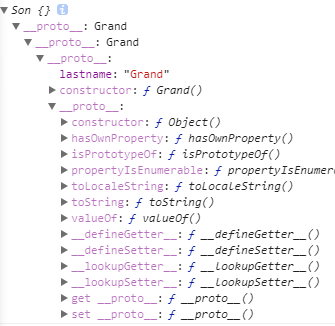 Son {} i
__proto__: Grand
__proto__: Grand
__proto__:
lastname: "Grand"
constructor: ƒ Grand()
__proto__:
constructor: ƒ Object()
hasOwnProperty: ƒ hasOwnProperty()
isPrototypeOf: ƒ isPrototypeOf()
propertyIsEnumerable: ƒ propertyIsEnumera
toLocaleString: ƒ toLocaleString()
toString: ƒ toString()
valueOf: ƒ valueOf()
__defineGetter__: ƒ __defineGetter__()
__defineSetter__: ƒ __defineSetter__()
__lookupGetter__: ƒ __lookupGetter__()
__lookupSetter__: ƒ __lookupSetter__()
get __proto__: ƒ __proto__()
set __proto__: ƒ __proto__()